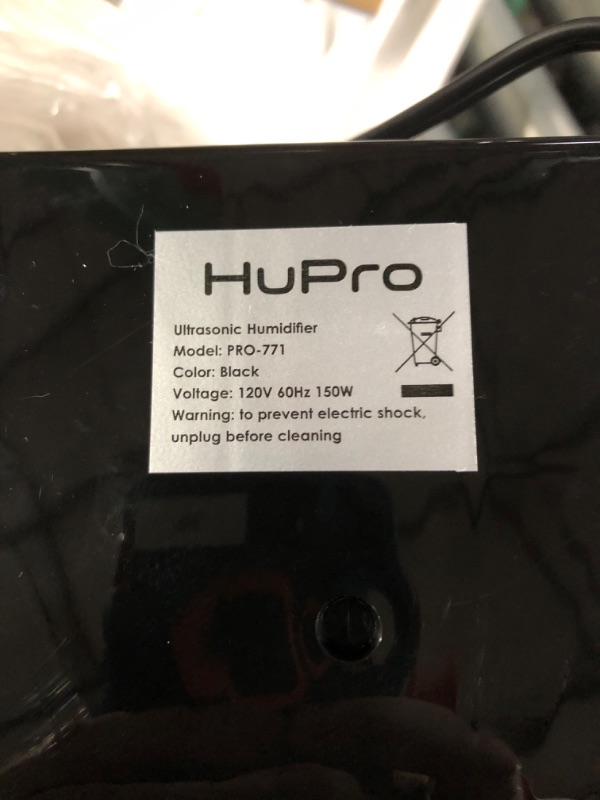 HuPro
Ultrasonic Humidifier
Model: PRO-771
Color: Black
Voltage: 120V 60Hz 150W
Warning: to prevent electric shock,
unplug before cleaning